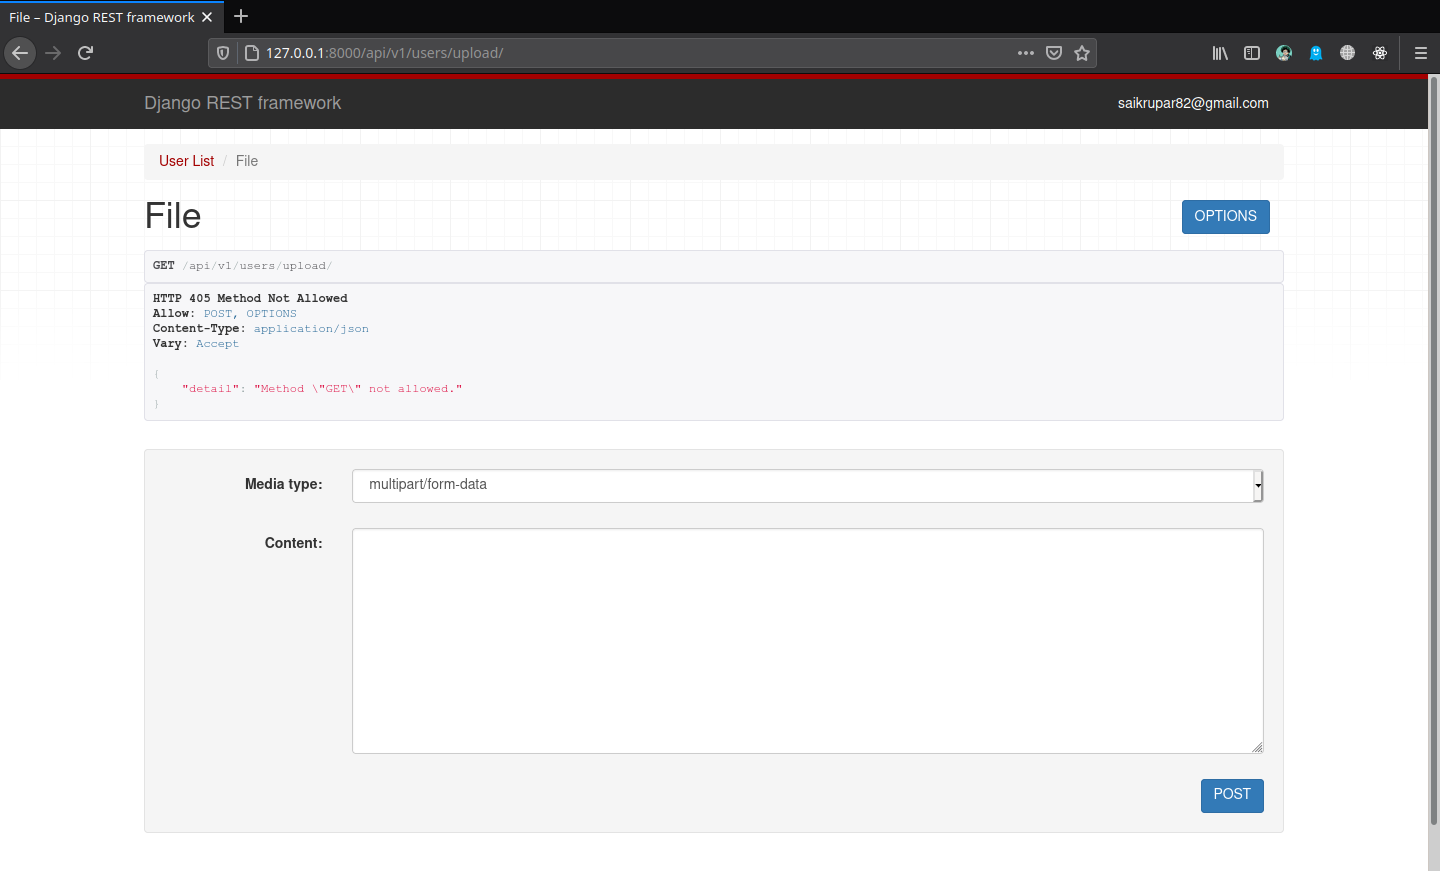 File – Django REST framework
127.0.0.1:8000/api/v1/users/upload/
Django REST framework
saikrupar82@gmail.com
User List / File
File
OPTIONS
GET /api/v1/users/upload/
HTTP 405 Method Not Allowed
Allow: POST, OPTIONS
Content-Type: application/json
Vary: Accept
{
"detail": "Method \"GET\" not allowed."
}
Media type:
multipart/form-data
Content:
POST